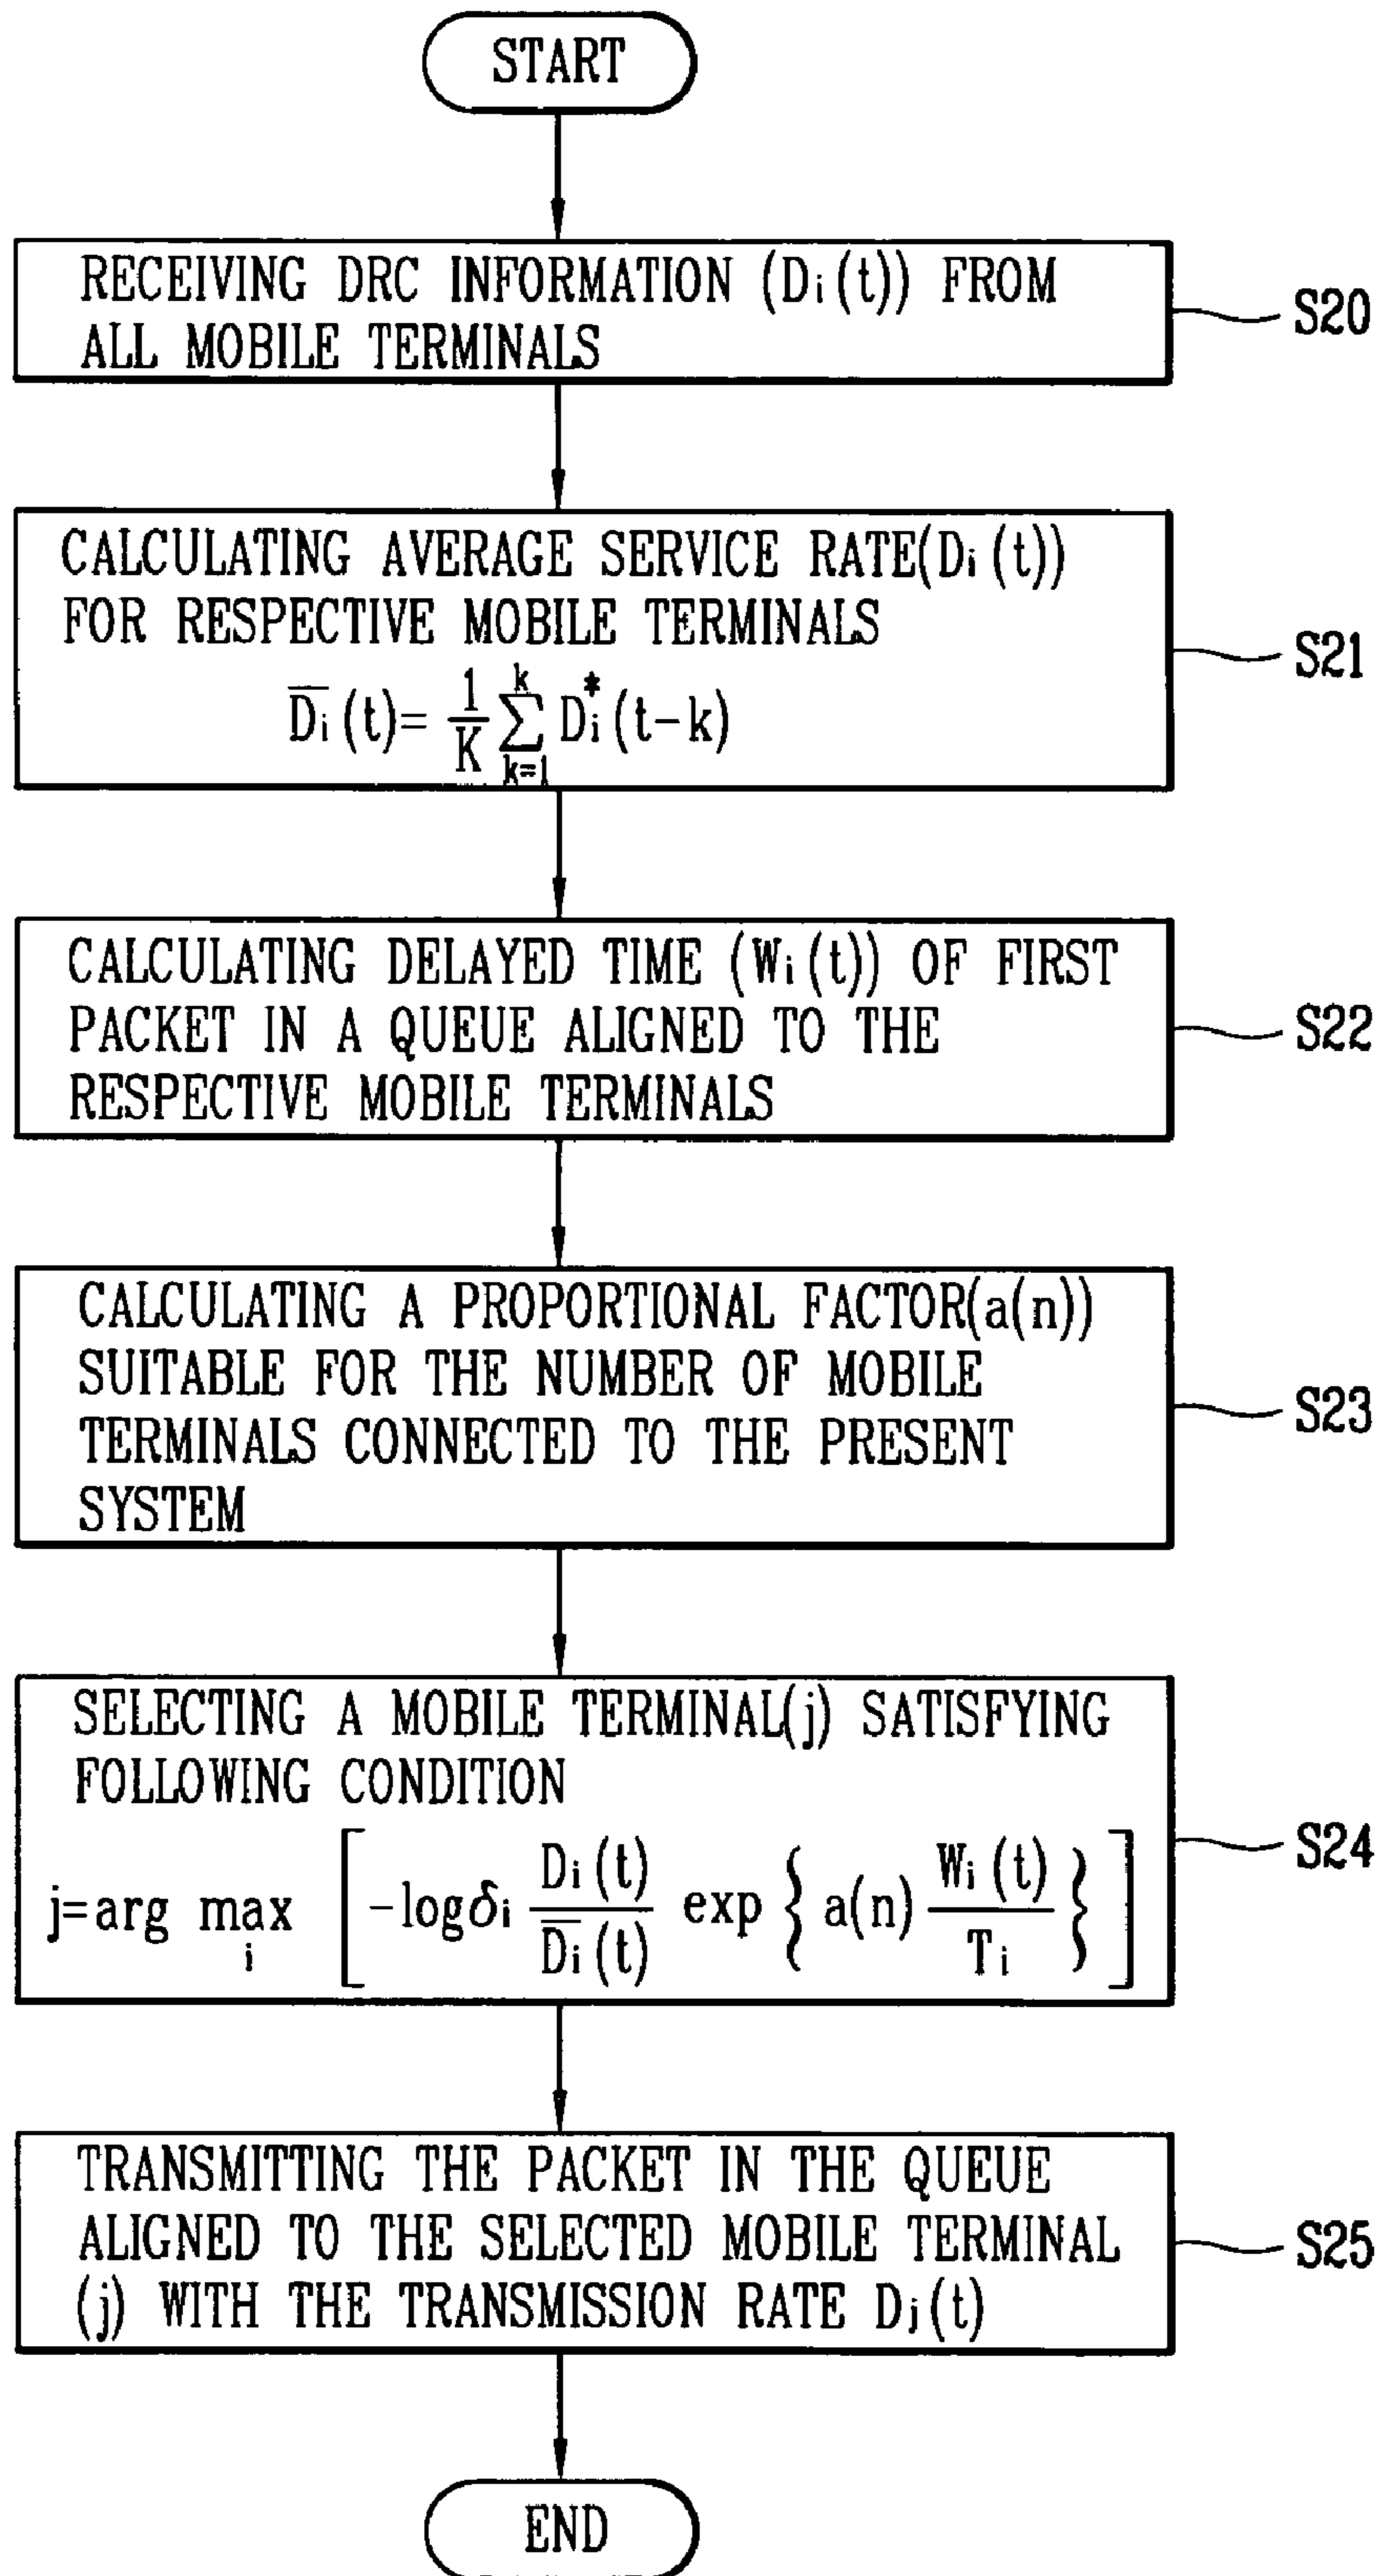 START
RECEIVING DRC INFORMATION (Di(t)) FROM
ALL MOBILE TERMINALS
S20
CALCULATING AVERAGE SERVICE RATE(Di(t))
FOR RESPECTIVE MOBILE TERMINALS
D̅i(t)= 1/K ∑_{k=1}^{k} D*i(t-k)
S21
CALCULATING DELAYED TIME (Wi(t)) OF FIRST
PACKET IN A QUEUE ALIGNED TO THE
RESPECTIVE MOBILE TERMINALS
S22
CALCULATING A PROPORTIONAL FACTOR(a(n))
SUITABLE FOR THE NUMBER OF MOBILE
TERMINALS CONNECTED TO THE PRESENT
SYSTEM
S23
SELECTING A MOBILE TERMINAL(j) SATISFYING
FOLLOWING CONDITION
j=arg max_i [-logδi Di(t)/D̅i(t) exp{a(n) Wi(t)/Ti}]
S24
TRANSMITTING THE PACKET IN THE QUEUE
ALIGNED TO THE SELECTED MOBILE TERMINAL
(j) WITH THE TRANSMISSION RATE Dj(t)
S25
END